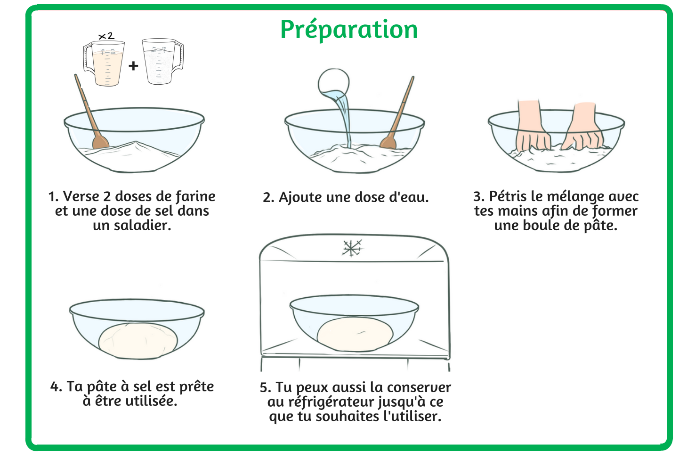 Préparation
x2
+
1. Verse 2 doses de farine
et une dose de sel dans
un saladier.
2. Ajoute une dose d'eau.
3. Pétris le mélange avec
tes mains afin de former
une boule de pâte.
4. Ta pâte à sel est prête
à être utilisée.
5. Tu peux aussi la conserver
au réfrigérateur jusqu'à ce
que tu souhaites l'utiliser.